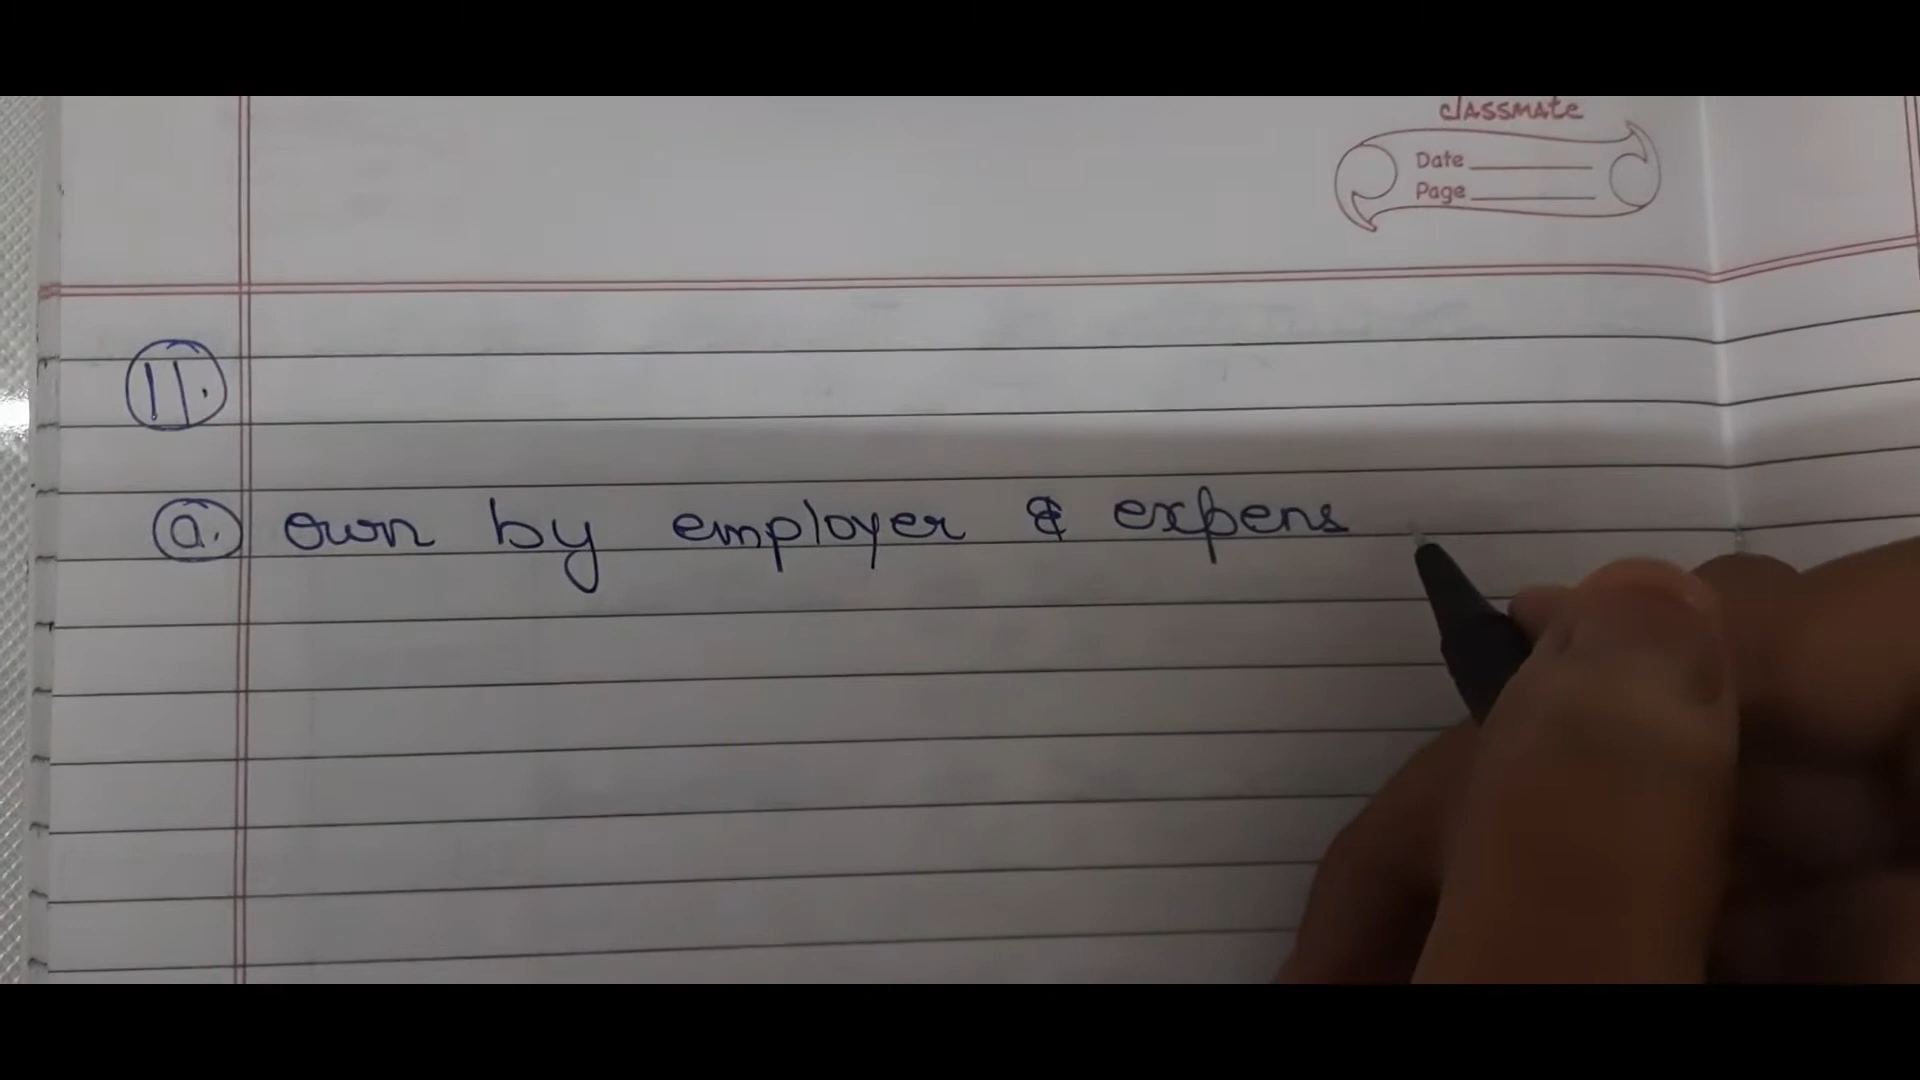 classmate
Date
Page
11.
a. own by employer & expens